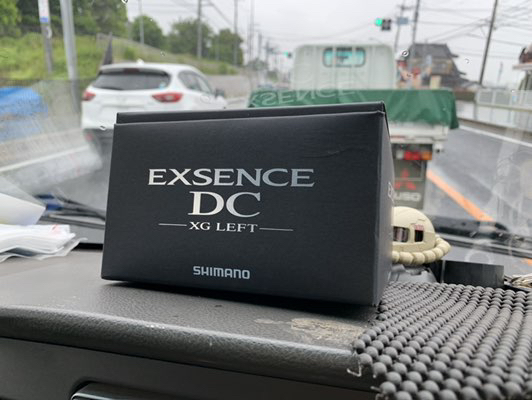 EXSENCE
DC
XG LEFT
SHIMANO